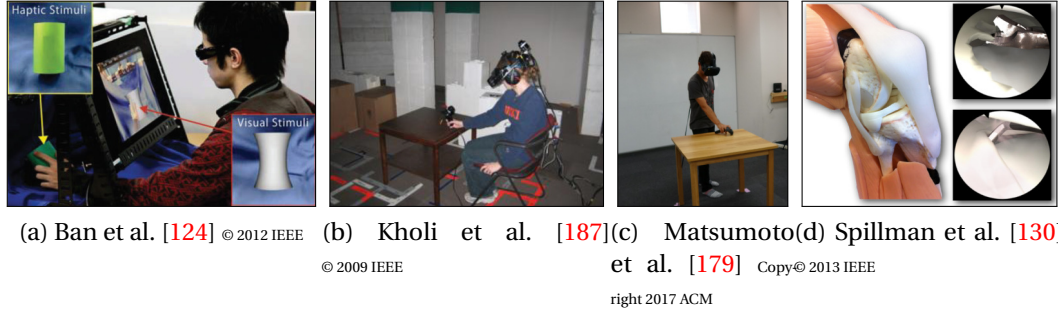 Haptic Stimuli
Visual Stimuli
(a) Ban et al. [124] © 2012 IEEE
(b) Kholi et al. [187]
© 2009 IEEE
(c) Matsumoto
et al. [179] Copy-
right 2017 ACM
(d) Spillman et al. [130]
© 2013 IEEE